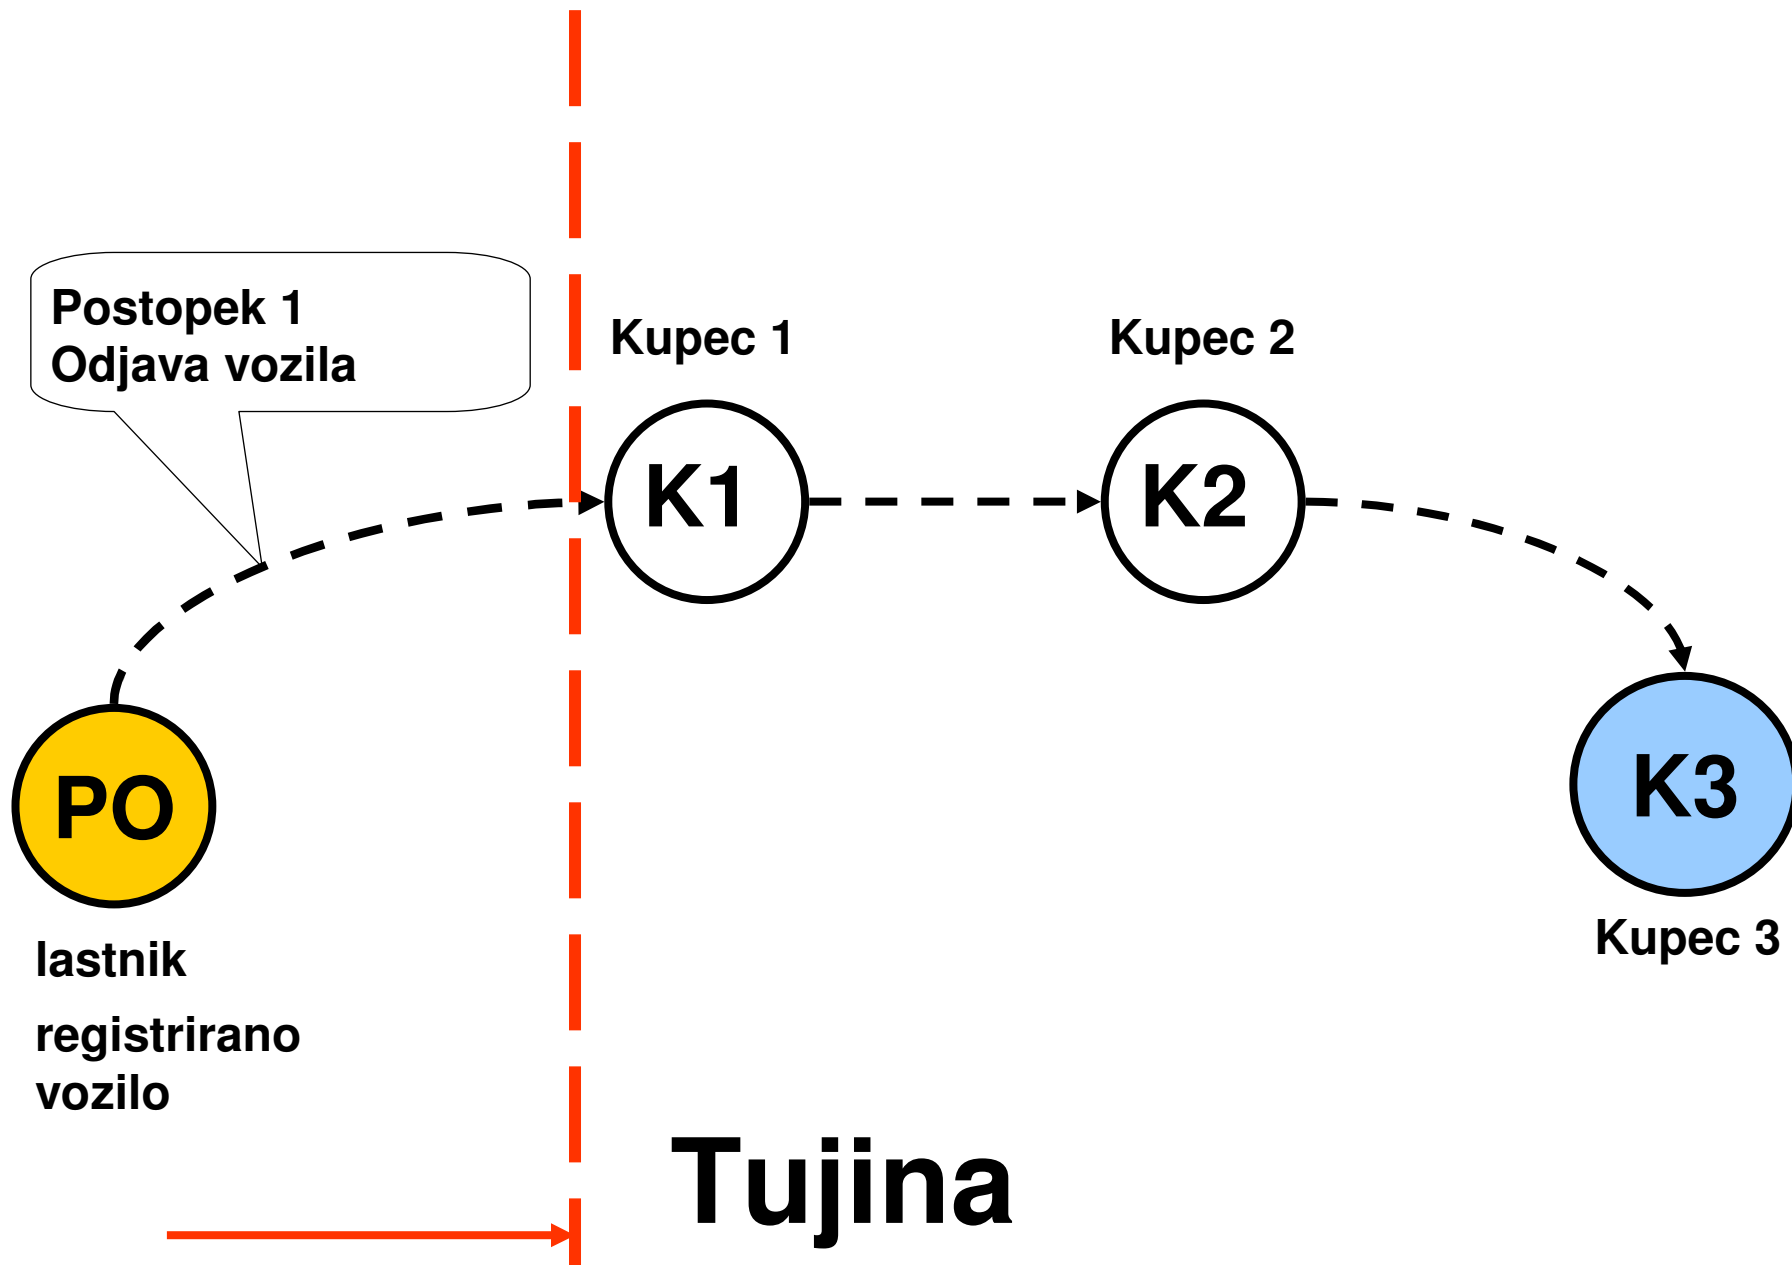 Postopek 1
Odjava vozila
Kupec 1
Kupec 2
K1
K2
PO
K3
lastnik
registrirano
vozilo
Kupec 3
Tujina